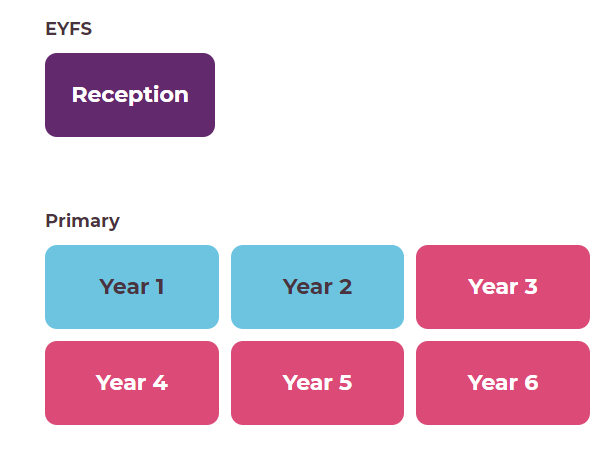 EYFS
Reception
Primary
Year 1 Year 2 Year 3
Year 4 Year 5 Year 6